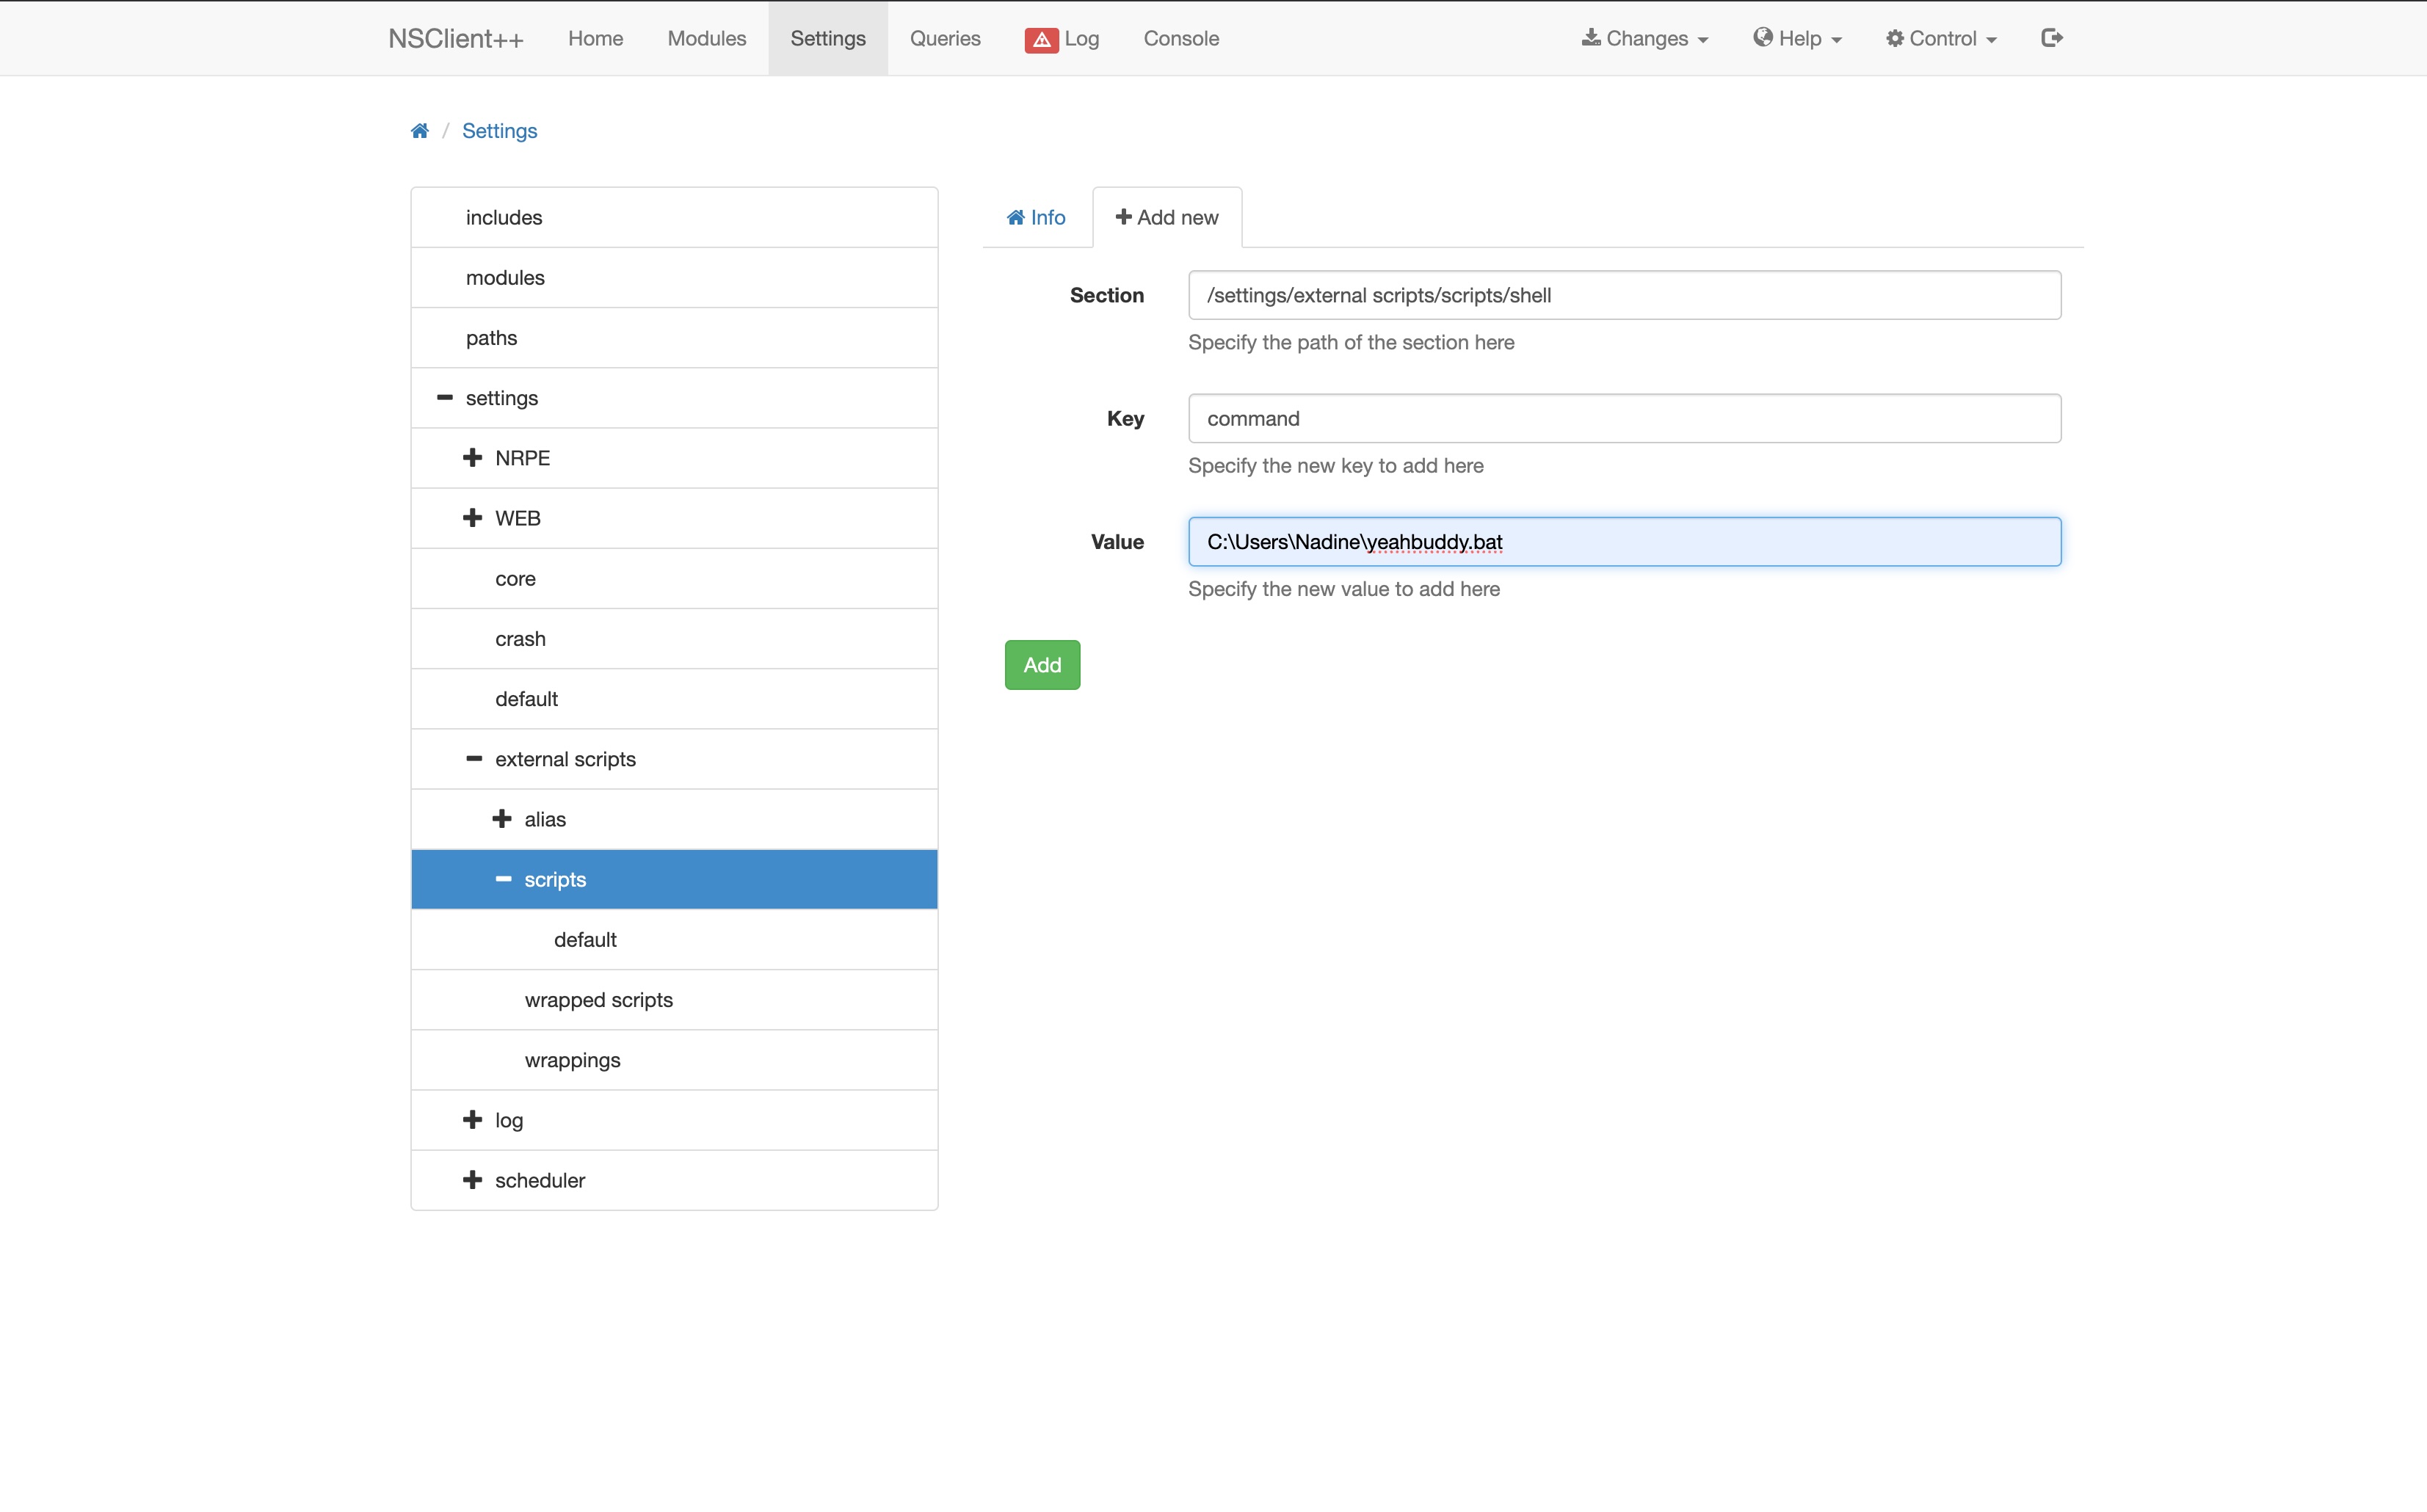 NSClient++ Home Modules Settings Queries Log Console Changes Help Control
/ Settings
includes
modules
paths
settings
NRPE
WEB
core
crash
default
external scripts
alias
scripts
default
wrapped scripts
wrappings
log
scheduler
Info Add new
Section /settings/external scripts/scripts/shell
Specify the path of the section here
Key command
Specify the new key to add here
Value C:\Users\Nadine\yeahbuddy.bat
Specify the new value to add here
Add